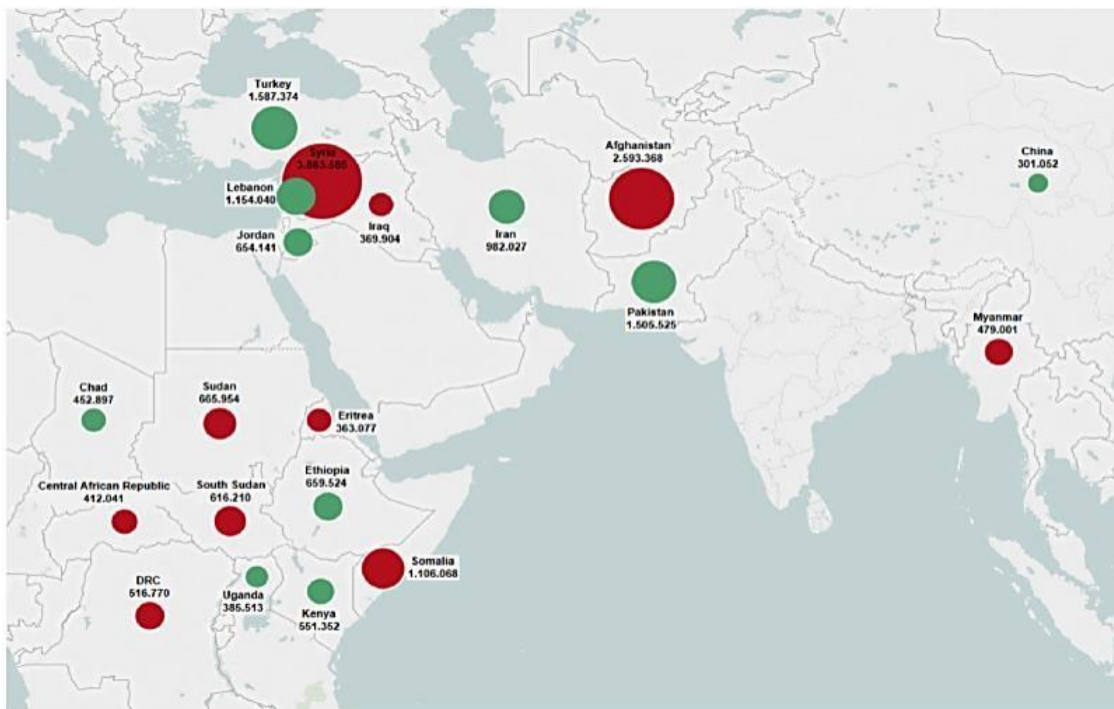 Turkey
1.587.374
Syria
3.865.585
Lebanon
1.154.040
Jordan
654.141
Iraq
369.904
Iran
982.027
Afghanistan
2.593.368
Pakistan
1.505.525
China
301.052
Myanmar
479.001
Chad
452.897
Sudan
665.954
Eritrea
363.077
Central African Republic
412.041
South Sudan
616.210
Ethiopia
659.524
Somalia
1.106.068
DRC
516.770
Uganda
385.513
Kenya
551.352